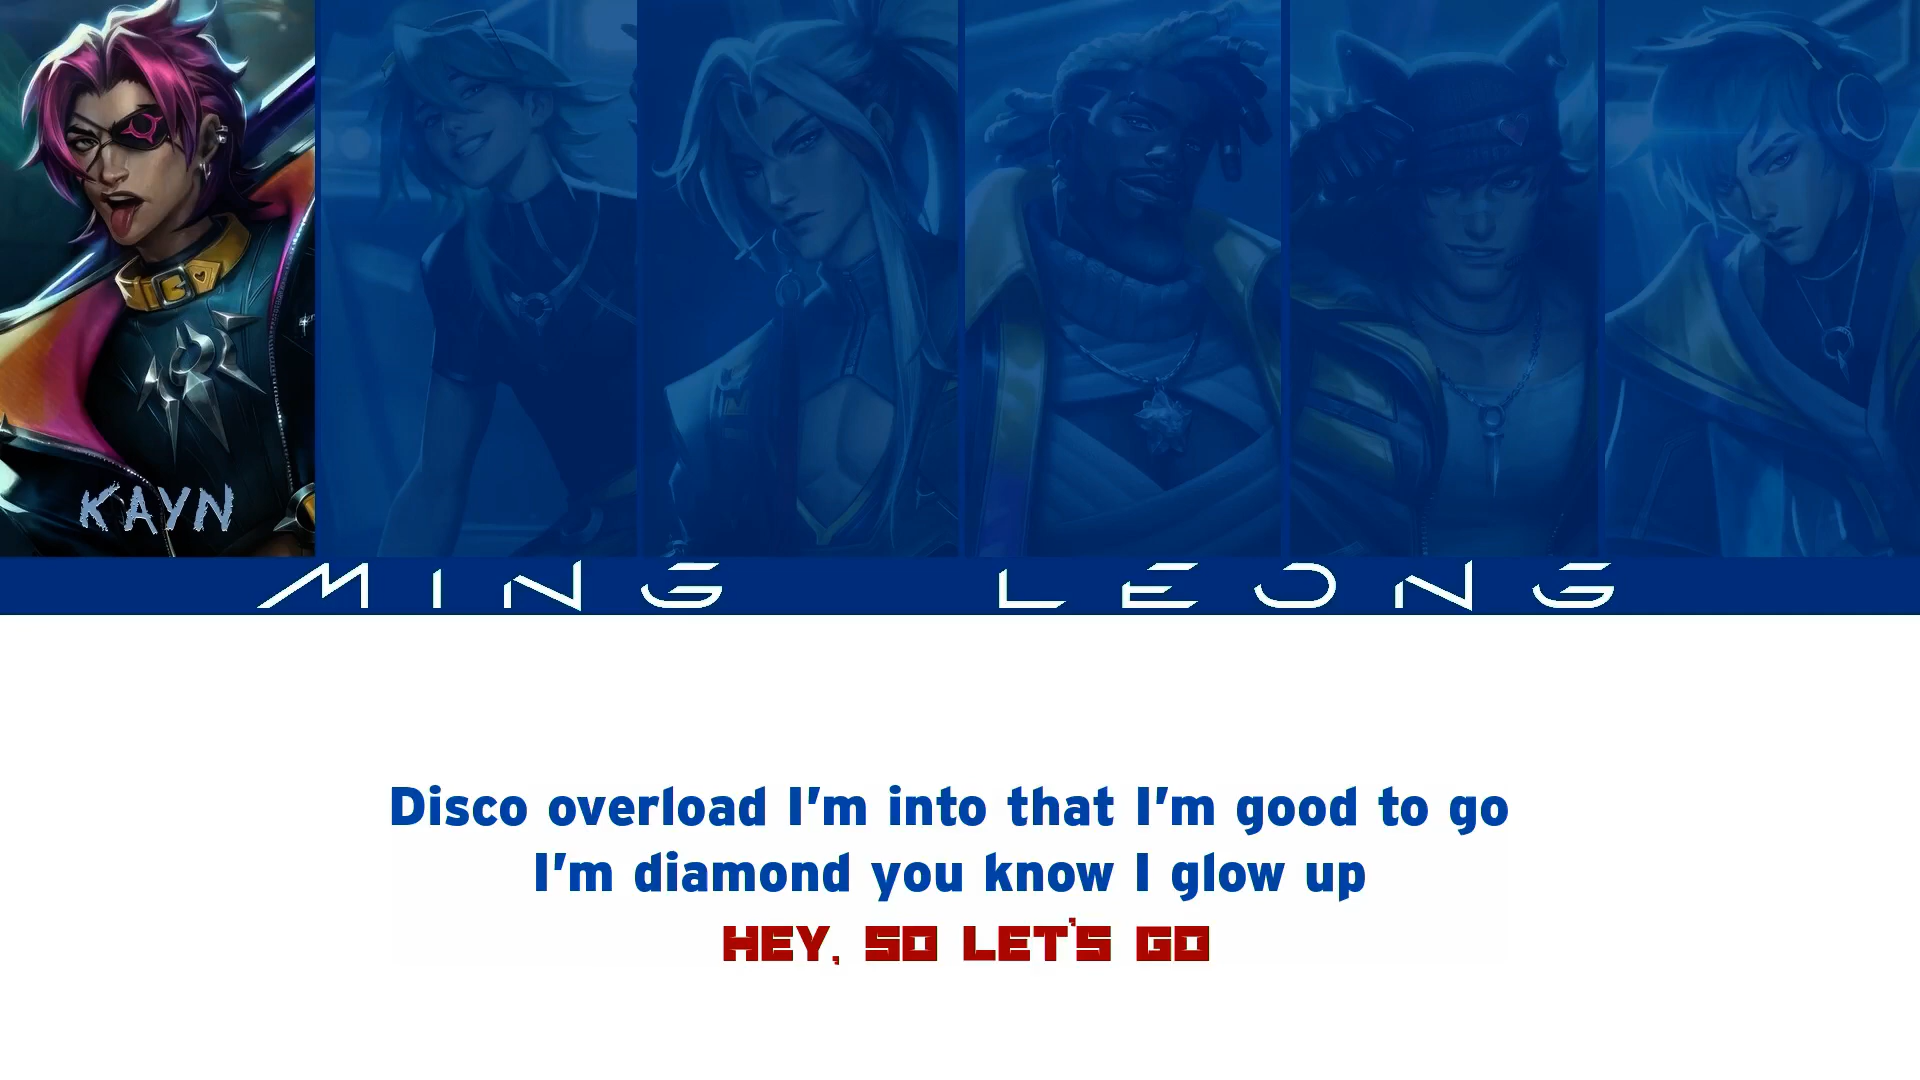 KAYN
MING LEONG
Disco overload I'm into that I'm good to go
I'm diamond you know I glow up
HEY, SO LET'S GO